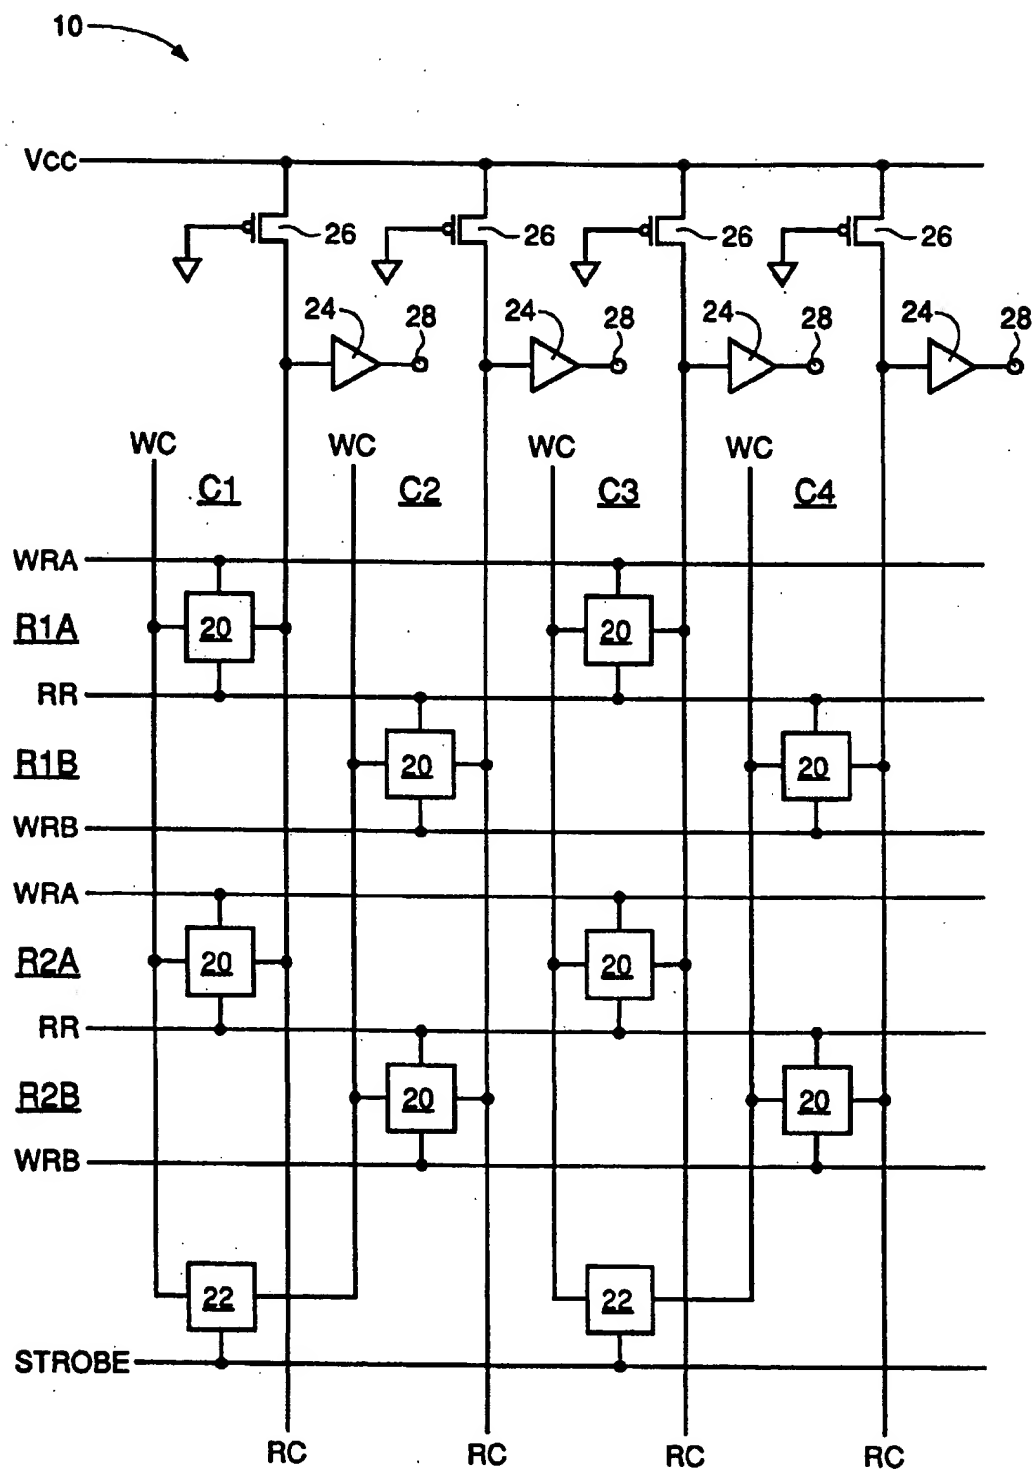 10
Vcc
26 26 26 26
24 28 24 28 24 28 24 28
WC WC WC WC
C1 C2 C3 C4
WRA
R1A 20 20
RR
R1B 20 20
WRB
WRA
R2A 20 20
RR
R2B 20 20
WRB
22 22
STROBE
RC RC RC RC